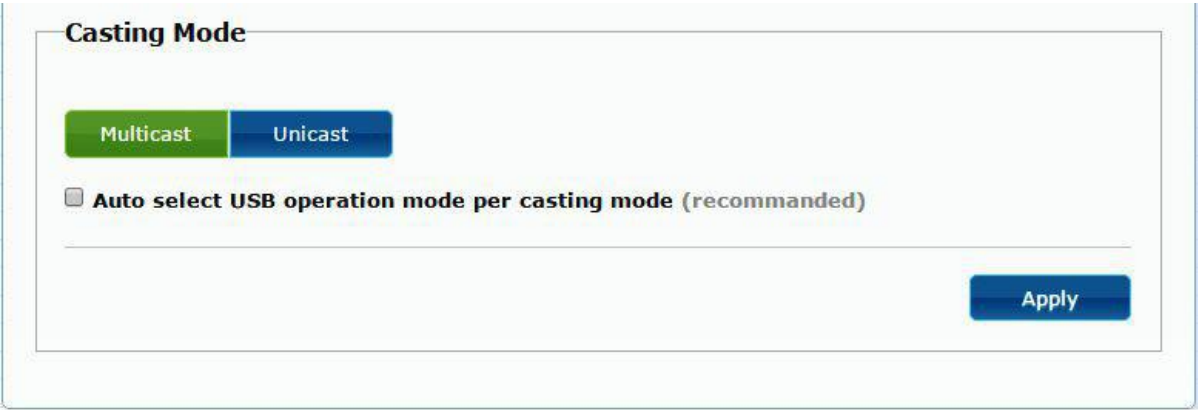 Casting Mode
Multicast Unicast
Auto select USB operation mode per casting mode (recommanded)
Apply